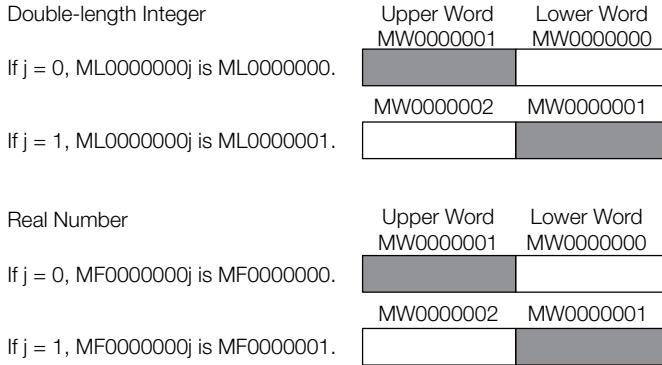 Double-length Integer
Upper Word Lower Word
MW0000001 MW0000000
If j = 0, ML0000000j is ML0000000.
MW0000002 MW0000001
If j = 1, ML0000000j is ML0000001.
Real Number
Upper Word Lower Word
MW0000001 MW0000000
If j = 0, MF0000000j is MF0000000.
MW0000002 MW0000001
If j = 1, MF0000000j is MF0000001.